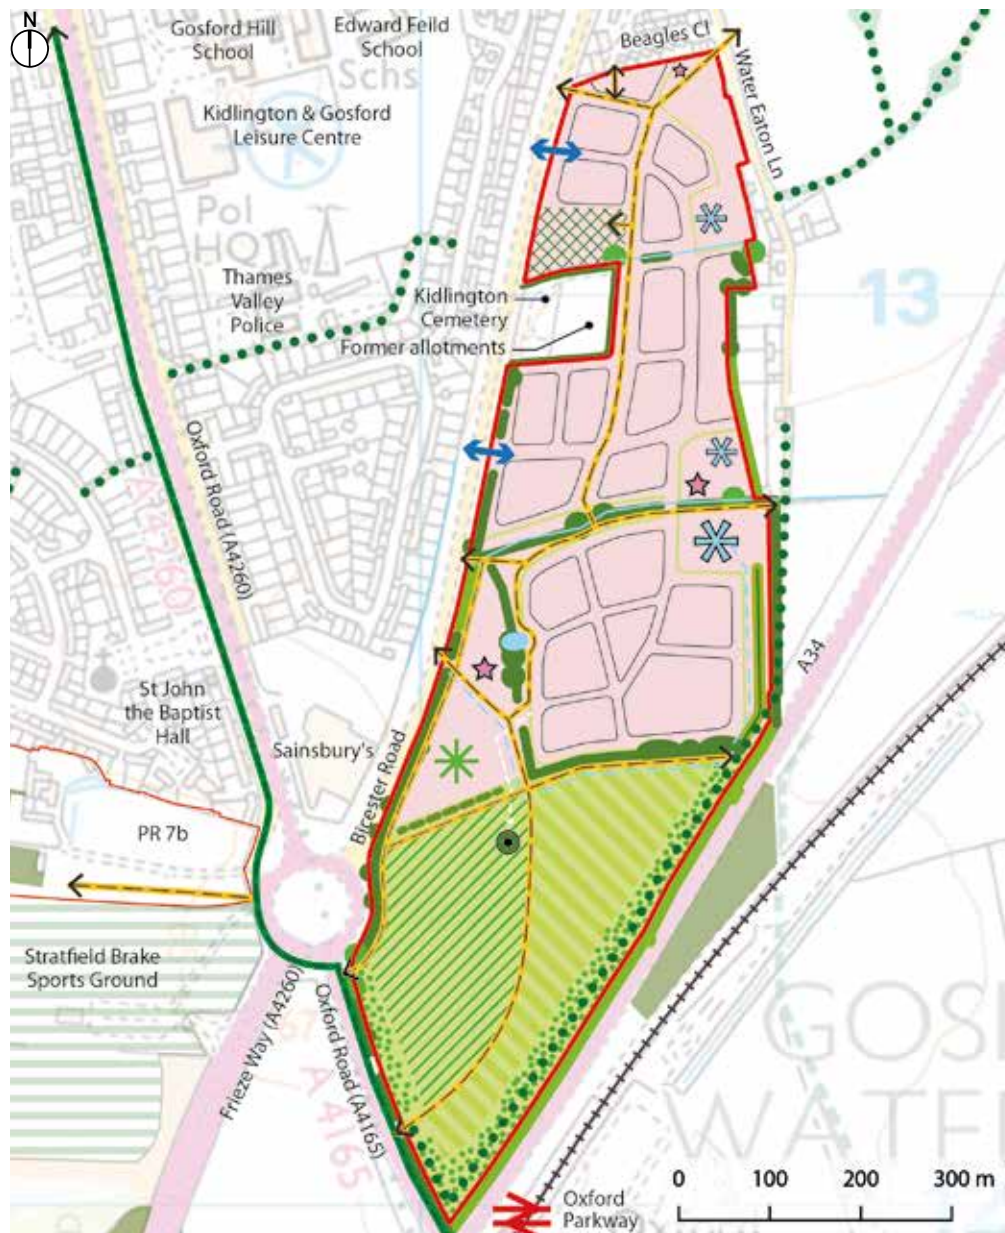 N
Gosford Hill
School
Edward Feild
School
Schs
Beagles Cl
Water Eaton Ln
Kidlington & Gosford
Leisure Centre
Pol
HQ
Thames
Valley
Police
Kidlington
Cemetery
Former allotments
13
Oxford Road (A4260)
A 4260
A34
St John
the Baptist
Hall
Sainsbury's
Bicester Road
PR 7b
Stratfield Brake
Sports Ground
Frieze Way (A4260)
Oxford Road (A4165)
A 4165
GOS
WATE
0 100 200 300 m
Oxford
Parkway